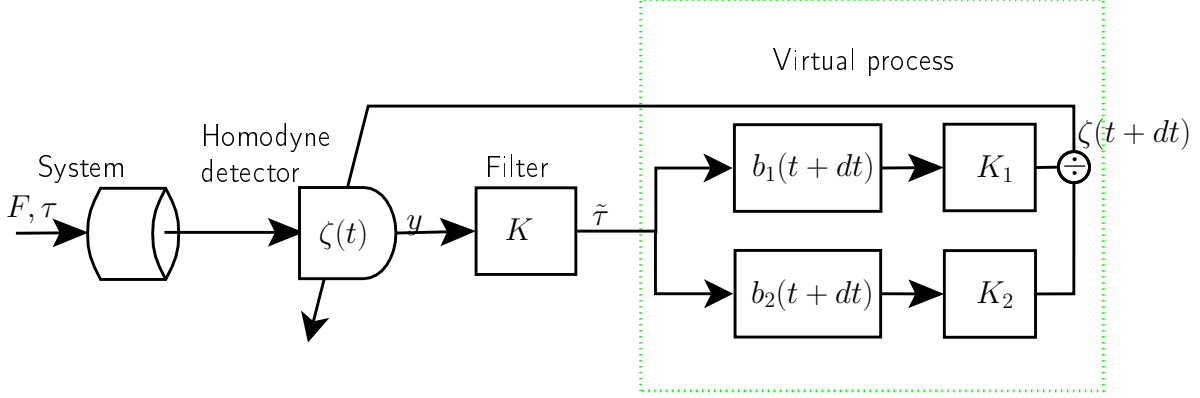 Virtual process
Homodyne
detector
System
Filter
F, τ
ζ(t)
y
K
τ̃
b₁(t + dt)
K₁
÷
ζ(t + dt)
b₂(t + dt)
K₂